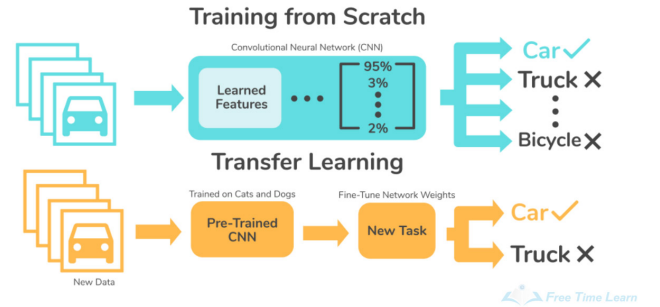 Training from Scratch
Convolutional Neural Network (CNN)
Learned
Features
95%
3%
2%
Car
Truck
Bicycle
Transfer Learning
Trained on Cats and Dogs
Fine-Tune Network Weights
Pre-Trained
CNN
New Task
Car
Truck
New Data
Free Time Learn